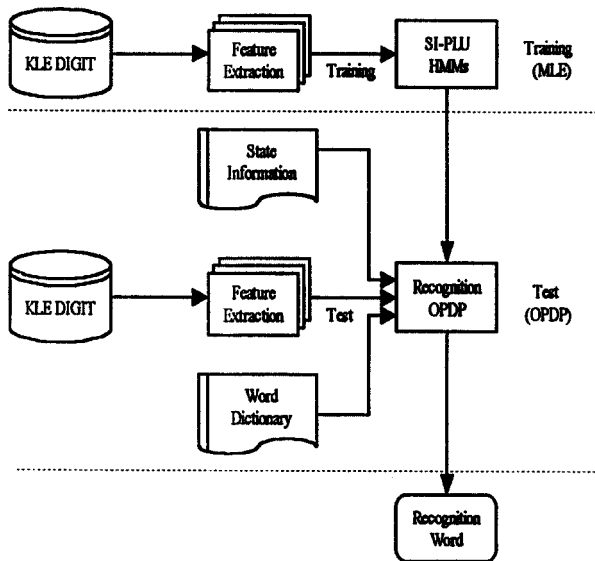 KLE DIGIT
Feature
Extraction
Training
SI-PLU
HMMs
Training
(MLE)
State
Information
KLE DIGIT
Feature
Extraction
Test
Recognition
OPDP
Test
(OPDP)
Word
Dictionary
Recognition
Word